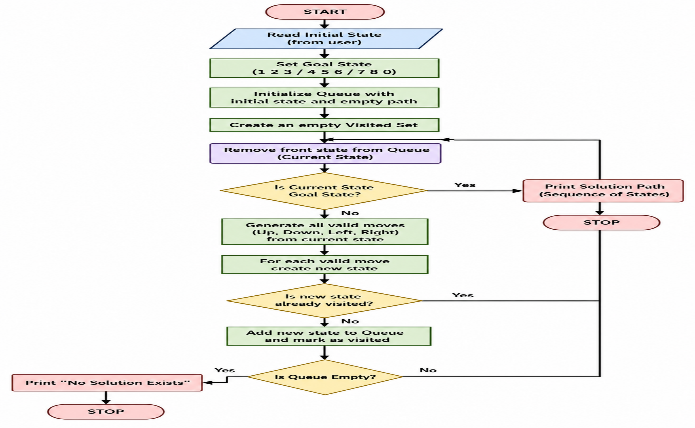 START
Read Initial State
(from user)
Set Goal State
(1 2 3 / 4 5 6 / 7 8 0)
Initialize Queue with
initial state and empty path
Create an empty Visited Set
Remove front state from Queue
(Current State)
Is Current State
Goal State?
Yes
Print Solution Path
(Sequence of States)
STOP
No
Generate all valid moves
(Up, Down, Left, Right)
from current state
For each valid move
create new state
Is new state
already visited?
Yes
No
Add new state to Queue
and mark as visited
Is Queue Empty?
Yes
No
Print "No Solution Exists"
STOP